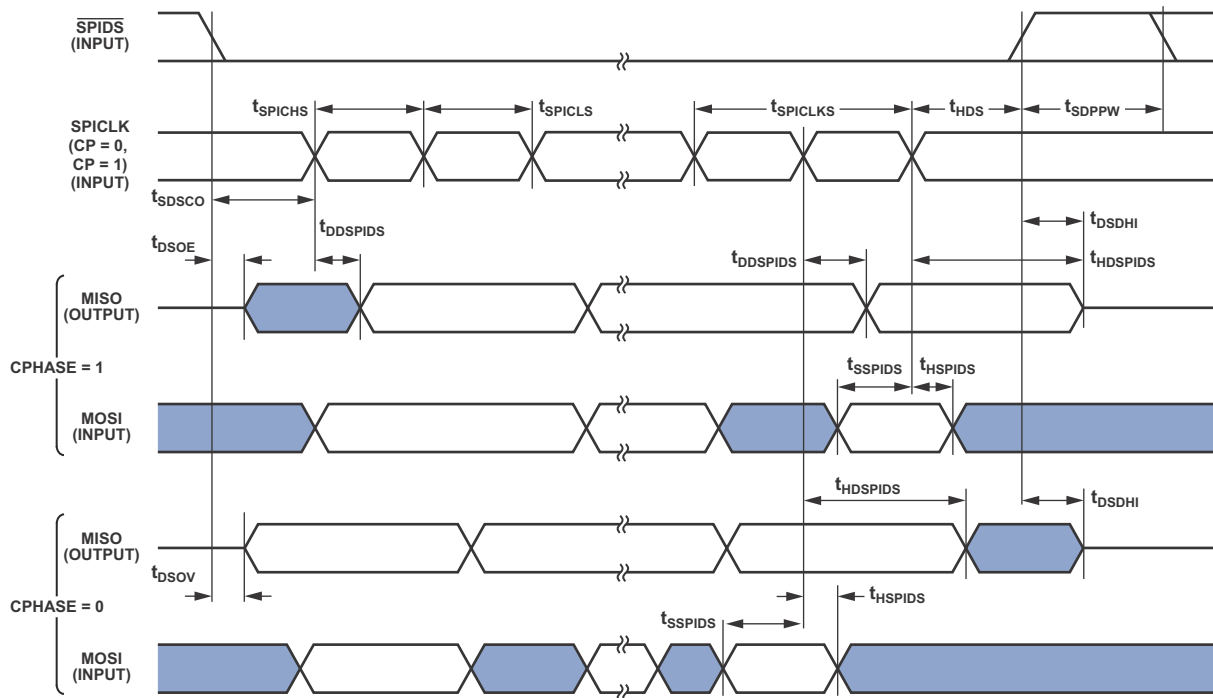 SPIDS
(INPUT)
tSPICHS
tSPICLS
tSPICLKS
tHDS
tSDPPW
SPICLK
(CP = 0,
CP = 1)
(INPUT)
tSDSCO
tDDSPIDS
tDSDHI
tDSOE
tDDSPIDS
tHDSPIDS
MISO
(OUTPUT)
CPHASE = 1
tSSPIDS
tHSPIDS
MOSI
(INPUT)
tHDSPIDS
tDSDHI
MISO
(OUTPUT)
tDSOV
CPHASE = 0
tHSPIDS
tSSPIDS
MOSI
(INPUT)